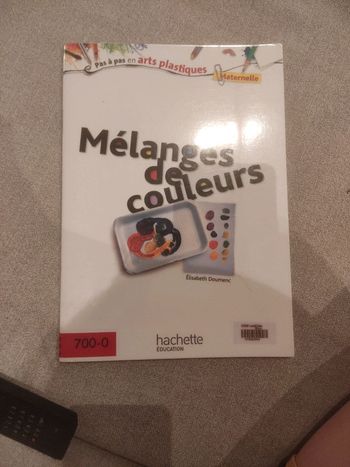 Pas à pas en arts plastiques
Maternelle
Mélanges
de
couleurs
Élisabeth Doumenc
hachette
ÉDUCATION
700-0